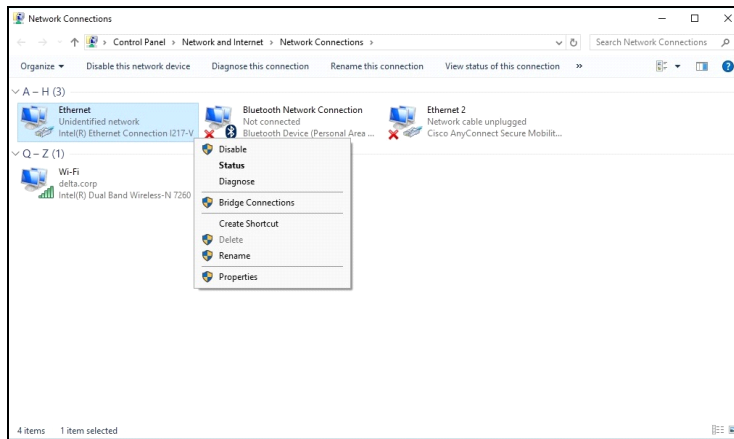 Network Connections
Control Panel > Network and Internet > Network Connections >
Search Network Connections
Organize
Disable this network device
Diagnose this connection
Rename this connection
View status of this connection
»
A – H (3)
Ethernet
Unidentified network
Intel(R) Ethernet Connection I217-V
Bluetooth Network Connection
Not connected
Bluetooth Device (Personal Area ...
Ethernet 2
Network cable unplugged
Cisco AnyConnect Secure Mobilit...
Q – Z (1)
Wi-Fi
delta.corp
Intel(R) Dual Band Wireless-N 7260
Disable
Status
Diagnose
Bridge Connections
Create Shortcut
Delete
Rename
Properties
4 items 1 item selected